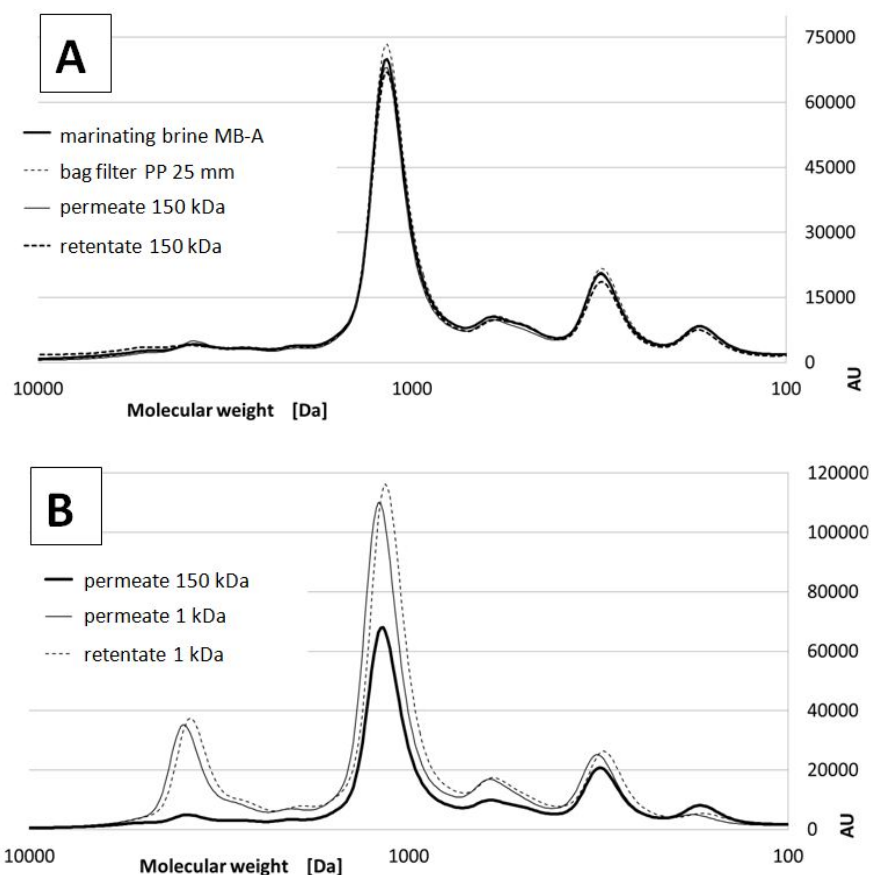 A
75000
marinating brine MB-A
60000
bag filter PP 25 mm
45000
permeate 150 kDa
30000
retentate 150 kDa
15000
0
10000 1000 100
Molecular weight [Da]
AU
B
120000
100000
permeate 150 kDa
80000
permeate 1 kDa
retentate 1 kDa
60000
40000
20000
0
10000 1000 100
Molecular weight [Da]
AU